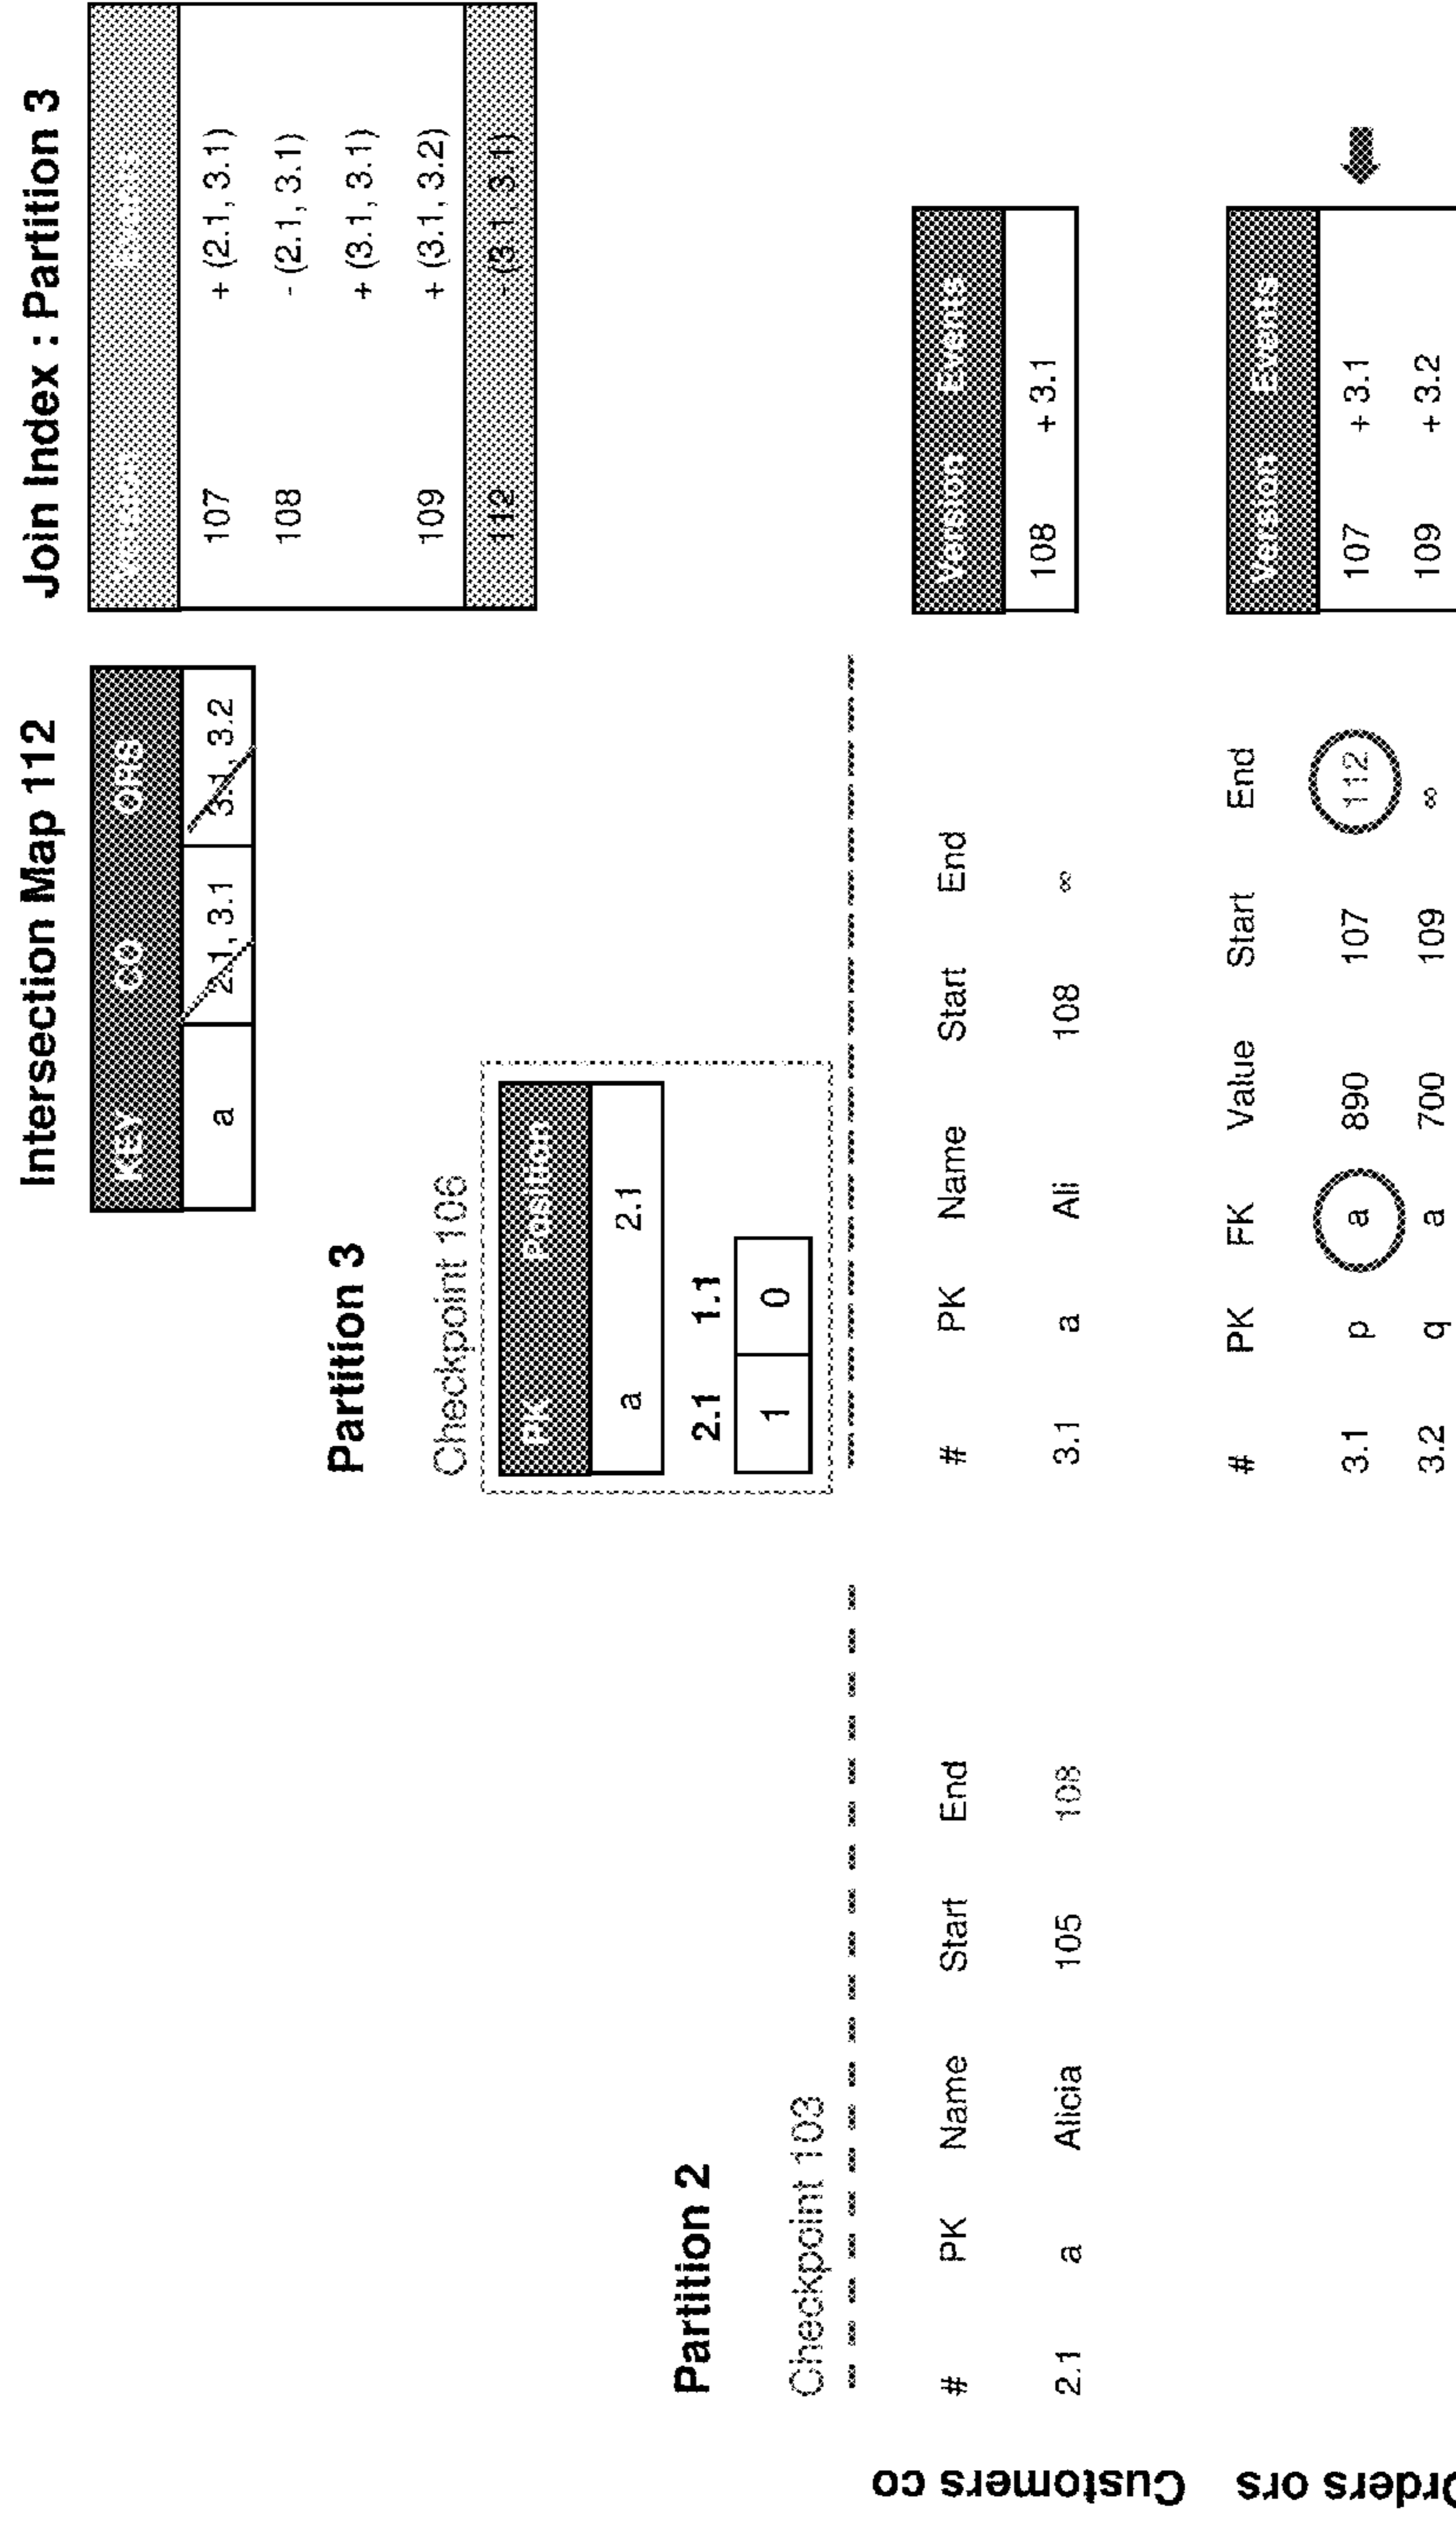 Intersection Map 112
KEY CO ORS
a 2.1, 3.1 3.1, 3.2
Join Index : Partition 3
Version Events
107 + (2.1, 3.1)
108 - (2.1, 3.1)
+ (3.1, 3.1)
109 + (3.1, 3.2)
112 - (3.1, 3.1)
Partition 3
Checkpoint 106
PK Position
a 2.1
2.1 1.1
1 0
Partition 2
Checkpoint 103
Customers co
# PK Name Start End
2.1 a Alicia 105 108
# PK Name Start End
3.1 a Ali 108 ∞
Version Events
108 + 3.1
Orders ors
# PK FK Value Start End
3.1 p a 890 107 112
3.2 q a 700 109 ∞
Version Events
107 + 3.1
109 + 3.2